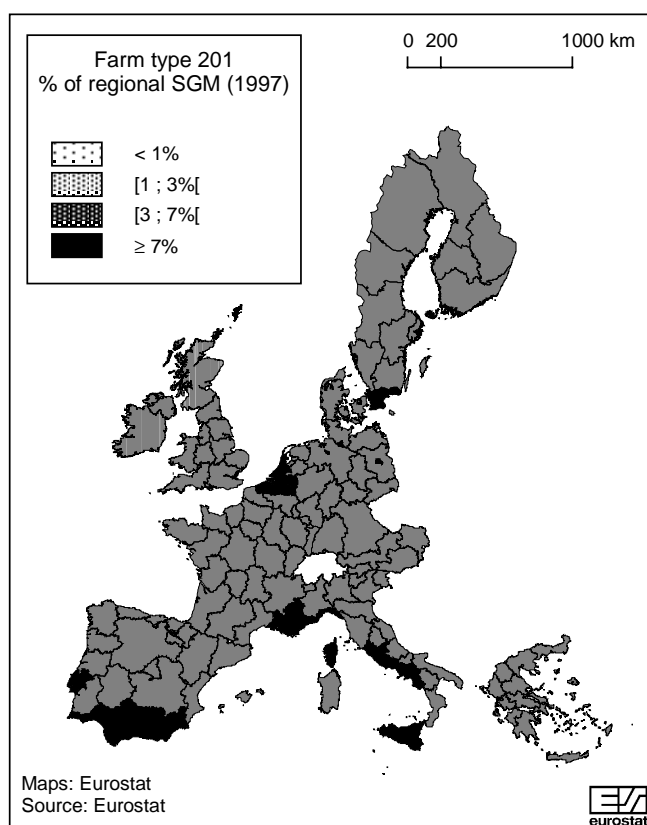 Farm type 201
% of regional SGM (1997)
< 1%
[1 ; 3%[
[3 ; 7%[
≥ 7%
0 200 1000 km
Maps: Eurostat
Source: Eurostat
eurostat